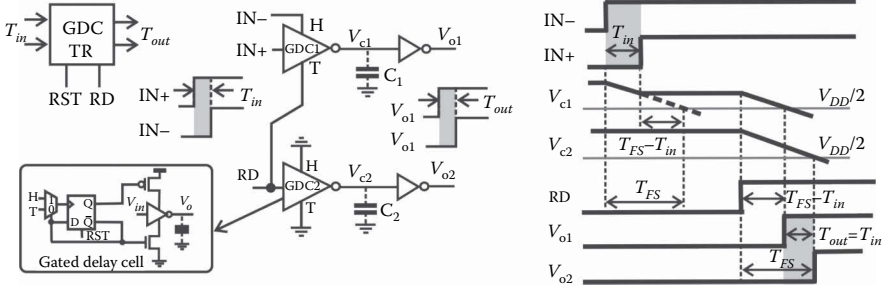 GDC
TR
T_in
T_out
RST RD
IN−
IN+
H
GDC1
T
V_c1
C_1
V_o1
IN+
IN−
T_in
V_o1
V_o1
T_out
RD
H
GDC2
T
V_c2
C_2
V_o2
H
T
1
0
D
Q
Q̄
RST
V_in
V_o
Gated delay cell
IN−
IN+
T_in
V_c1
V_DD/2
T_FS−T_in
V_c2
V_DD/2
T_FS
RD
T_FS−T_in
V_o1
T_out=T_in
T_FS
V_o2